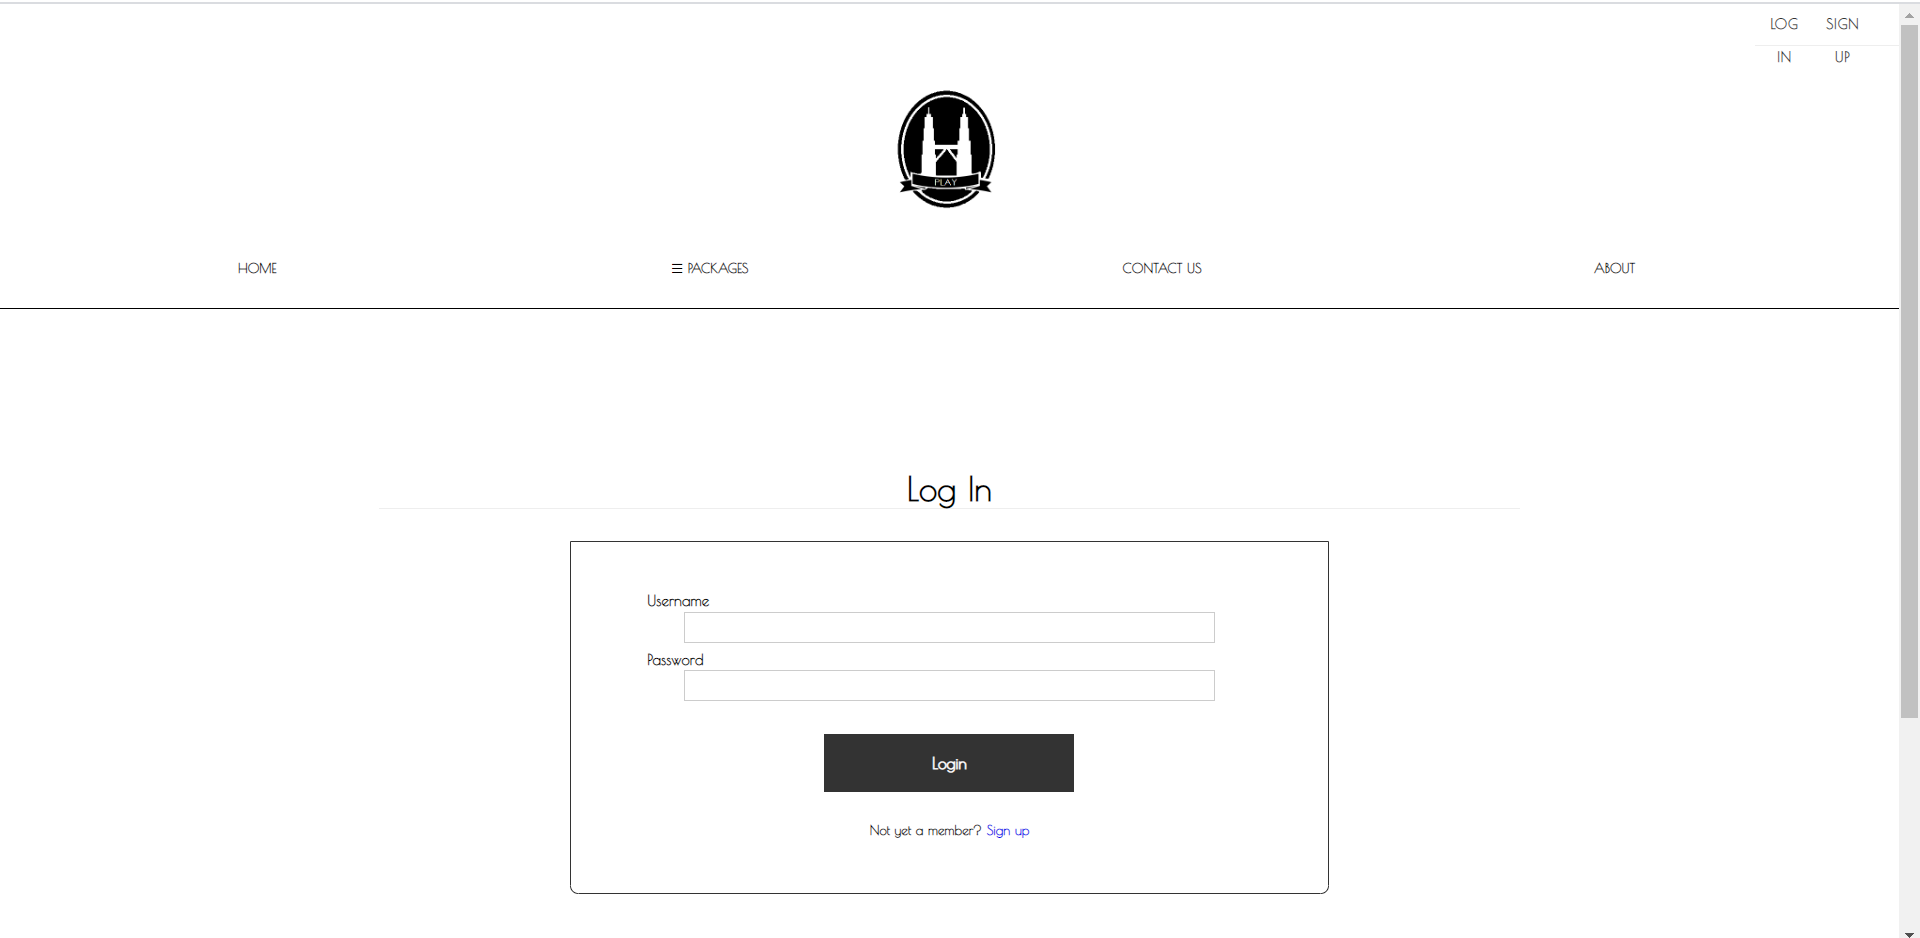 LOG IN
SIGN UP
PLAY
HOME
☰ PACKAGES
CONTACT US
ABOUT
Log In
Username
Password
Login
Not yet a member? Sign up